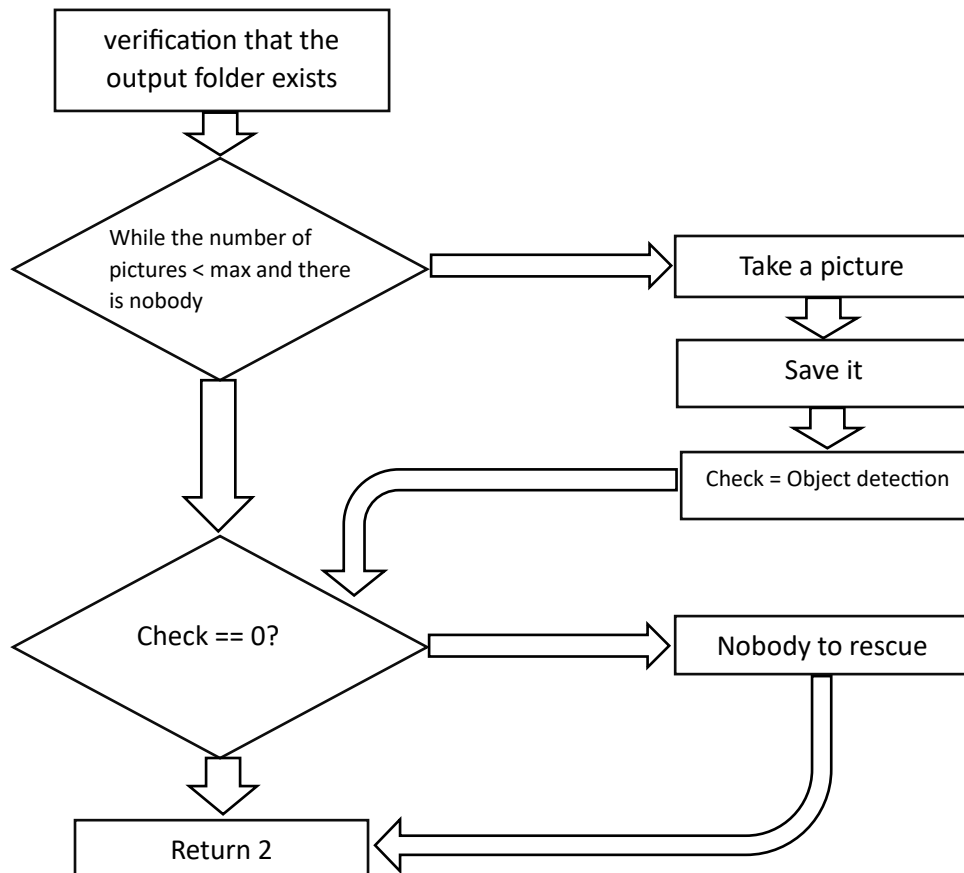 verification that the
output folder exists
While the number of
pictures < max and there
is nobody
Take a picture
Save it
Check = Object detection
Check == 0?
Nobody to rescue
Return 2